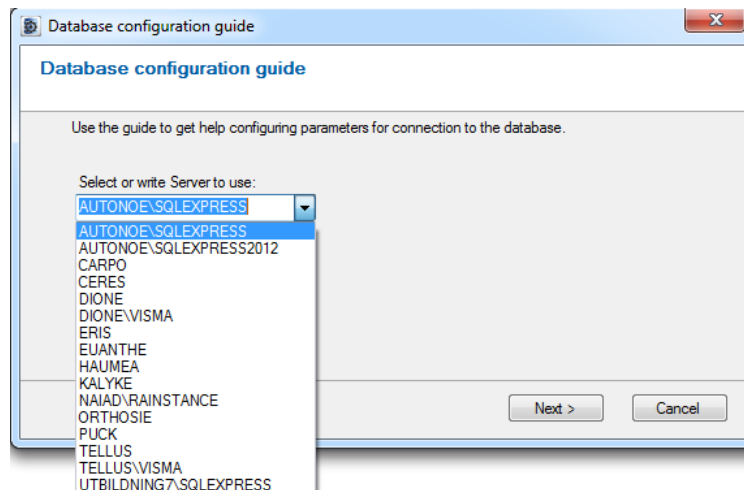 Database configuration guide
Database configuration guide
Use the guide to get help configuring parameters for connection to the database.
Select or write Server to use:
AUTONOE\SQLEXPRESS
AUTONOE\SQLEXPRESS
AUTONOE\SQLEXPRESS2012
CARPO
CERES
DIONE
DIONE\VISMA
ERIS
EUANTHE
HAUMEA
KALYKE
NAIAD\RAINSTANCE
ORTHOSIE
PUCK
TELLUS
TELLUS\VISMA
UTBILDNING7\SQLEXPRESS
Next >
Cancel